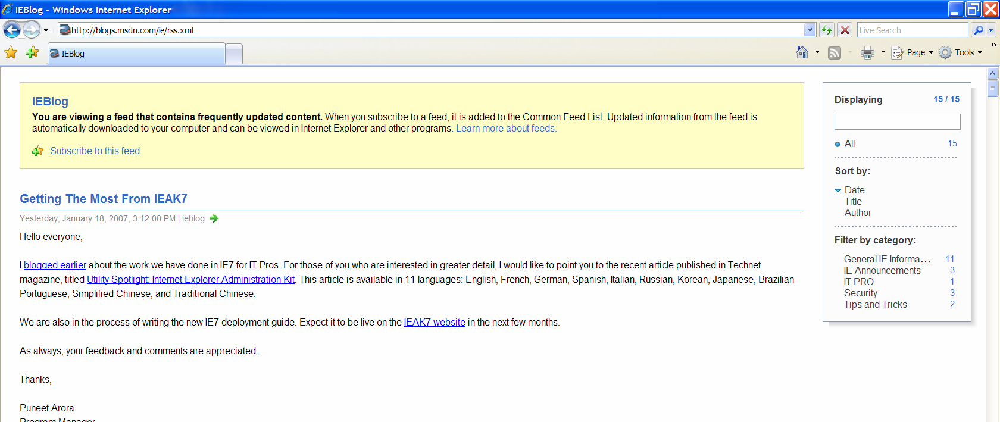 IEBlog - Windows Internet Explorer
http://blogs.msdn.com/ie/rss.xml
Live Search
IEBlog
Page
Tools
»
IEBlog
You are viewing a feed that contains frequently updated content. When you subscribe to a feed, it is added to the Common Feed List. Updated information from the feed is
automatically downloaded to your computer and can be viewed in Internet Explorer and other programs. Learn more about feeds.
Subscribe to this feed
Getting The Most From IEAK7
Yesterday, January 18, 2007, 3:12:00 PM | ieblog
Hello everyone,
I blogged earlier about the work we have done in IE7 for IT Pros. For those of you who are interested in greater detail, I would like to point you to the recent article published in Technet
magazine, titled Utility Spotlight: Internet Explorer Administration Kit. This article is available in 11 languages: English, French, German, Spanish, Italian, Russian, Korean, Japanese, Brazilian
Portuguese, Simplified Chinese, and Traditional Chinese.
We are also in the process of writing the new IE7 deployment guide. Expect it to be live on the IEAK7 website in the next few months.
As always, your feedback and comments are appreciated.
Thanks,
Puneet Arora
Program Manager
Displaying 15 / 15
All 15
Sort by:
Date
Title
Author
Filter by category:
General IE Informa... 11
IE Announcements 3
IT PRO 1
Security 3
Tips and Tricks 2